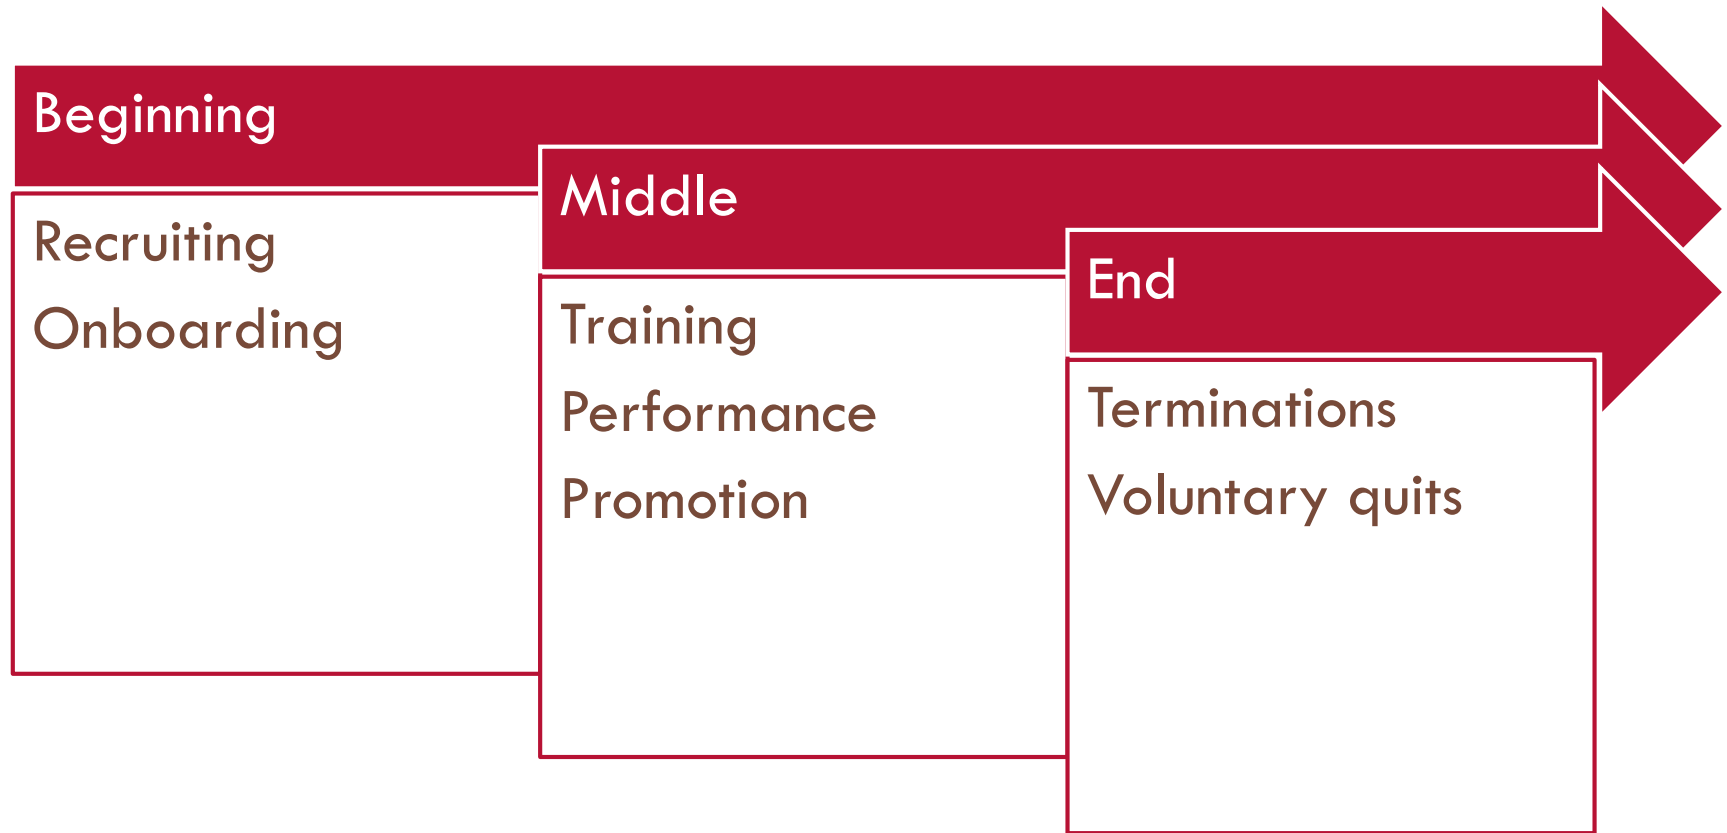 Beginning
Recruiting
Onboarding
Middle
Training
Performance
Promotion
End
Terminations
Voluntary quits